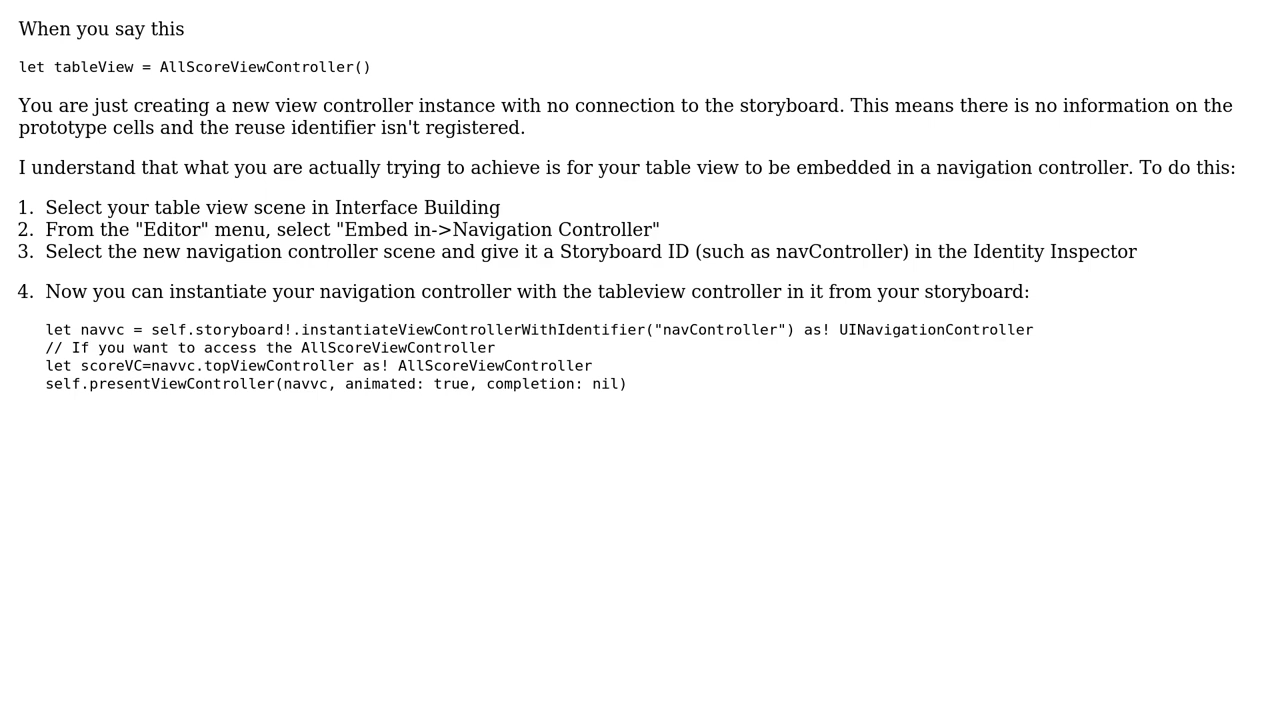 When you say this
let tableView = AllScoreViewController()
You are just creating a new view controller instance with no connection to the storyboard. This means there is no information on the
prototype cells and the reuse identifier isn't registered.
I understand that what you are actually trying to achieve is for your table view to be embedded in a navigation controller. To do this:
1. Select your table view scene in Interface Building
2. From the "Editor" menu, select "Embed in->Navigation Controller"
3. Select the new navigation controller scene and give it a Storyboard ID (such as navController) in the Identity Inspector
4. Now you can instantiate your navigation controller with the tableview controller in it from your storyboard:
let navvc = self.storyboard!.instantiateViewControllerWithIdentifier("navController") as! UINavigationController
// If you want to access the AllScoreViewController
let scoreVC=navvc.topViewController as! AllScoreViewController
self.presentViewController(navvc, animated: true, completion: nil)